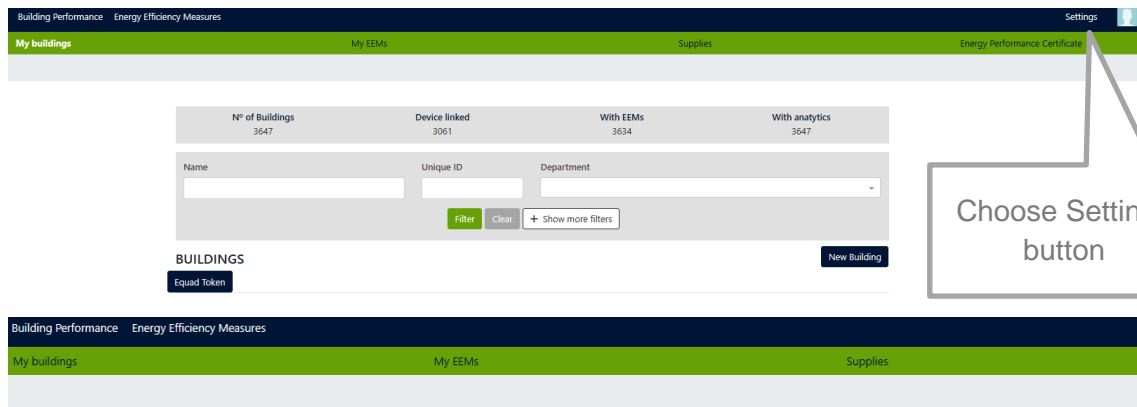 Building Performance Energy Efficiency Measures Settings
My buildings My EEMs Supplies Energy Performance Certificate
Nº of Buildings Device linked With EEMs With anatytics
3647 3061 3634 3647
Name Unique ID Department
Filter Clear + Show more filters
Choose Settin
button
BUILDINGS New Building
Equad Token
Building Performance Energy Efficiency Measures
My buildings My EEMs Supplies